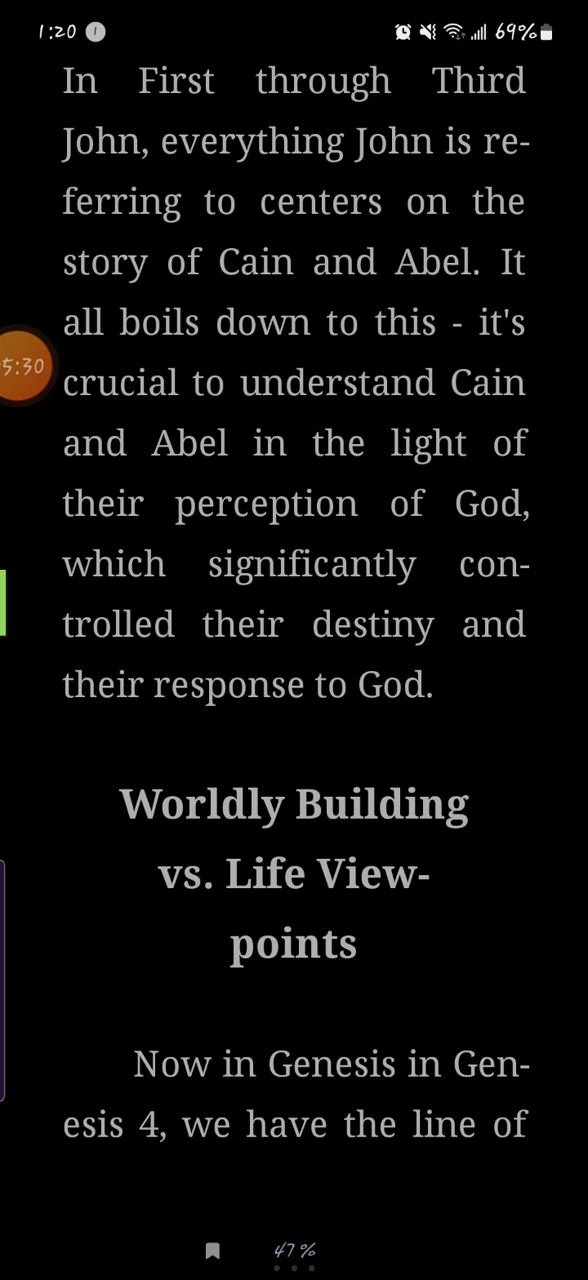 1:20
69%
In First through Third
John, everything John is re-
ferring to centers on the
story of Cain and Abel. It
all boils down to this - it's
5:30
crucial to understand Cain
and Abel in the light of
their perception of God,
which significantly con-
trolled their destiny and
their response to God.
Worldly Building
vs. Life View-
points
Now in Genesis in Gen-
esis 4, we have the line of
47%